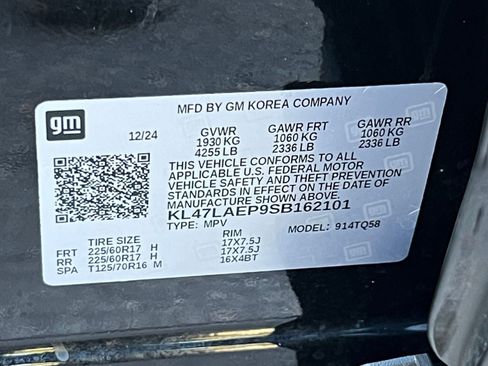 MFD BY GM KOREA COMPANY
gm
12/24 GVWR GAWR FRT GAWR RR
1930 KG 1060 KG 1060 KG
4255 LB 2336 LB 2336 LB
THIS VEHICLE CONFORMS TO ALL
APPLICABLE U.S. FEDERAL MOTOR
VEHICLE SAFETY AND THEFT PREVENTION
STANDARDS IN EFFECT ON THE DATE OF
MANUFACTURE SHOWN ABOVE.
KL47LAEP9SB162101
TYPE: MPV MODEL: 914TQ58
TIRE SIZE RIM
FRT 225/60R17 H 17X7.5J
RR 225/60R17 H 17X7.5J
SPA T125/70R16 M 16X4BT